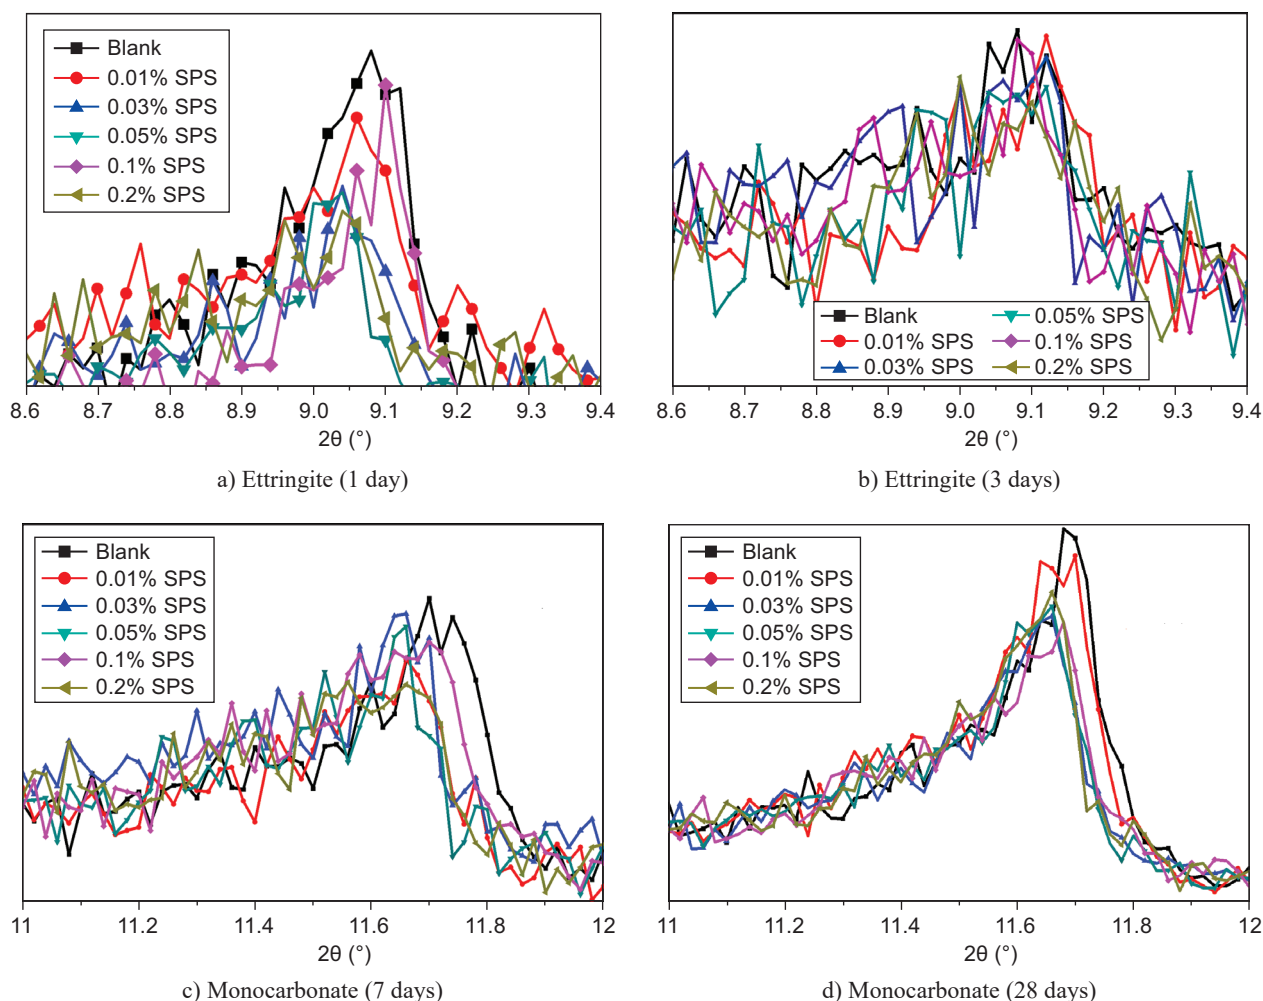 Blank
0.01% SPS
0.03% SPS
0.05% SPS
0.1% SPS
0.2% SPS
8.6 8.7 8.8 8.9 9.0 9.1 9.2 9.3 9.4
2θ (°)
a) Ettringite (1 day)
Blank 0.05% SPS
0.01% SPS 0.1% SPS
0.03% SPS 0.2% SPS
8.6 8.7 8.8 8.9 9.0 9.1 9.2 9.3 9.4
2θ (°)
b) Ettringite (3 days)
Blank
0.01% SPS
0.03% SPS
0.05% SPS
0.1% SPS
0.2% SPS
11 11.2 11.4 11.6 11.8 12
2θ (°)
c) Monocarbonate (7 days)
Blank
0.01% SPS
0.03% SPS
0.05% SPS
0.1% SPS
0.2% SPS
11 11.2 11.4 11.6 11.8 12
2θ (°)
d) Monocarbonate (28 days)